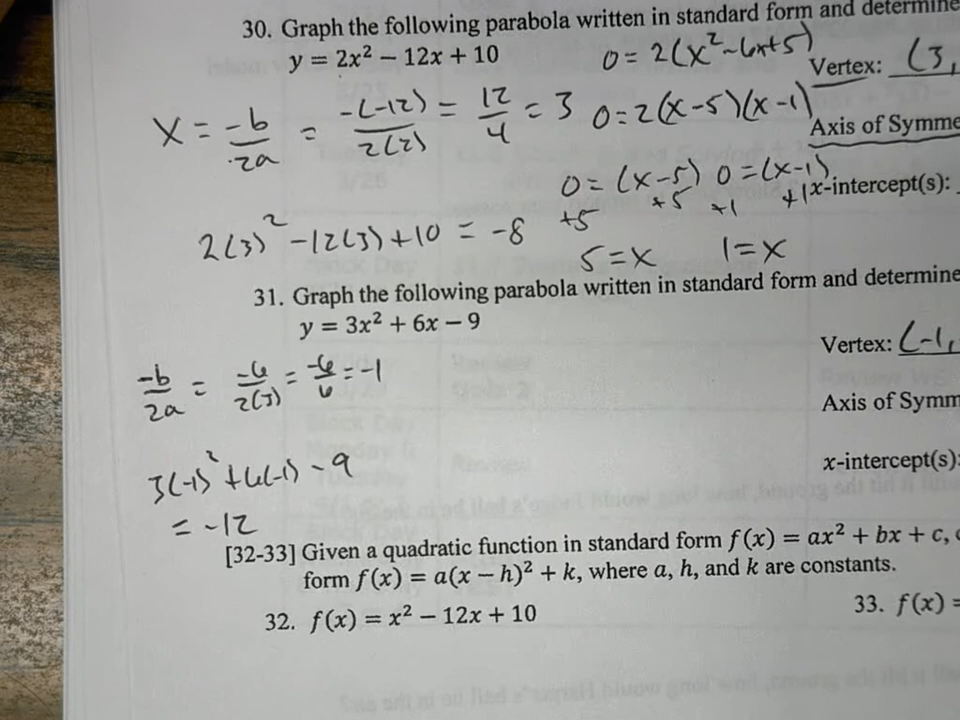 30. Graph the following parabola written in standard form and determine
y = 2x² − 12x + 10
0 = 2(x² − 6x + 5)
Vertex: (3,
X = -b/2a = -(-12)/2(2) = 12/4 = 3
0 = 2(x - 5)(x - 1)
Axis of Symme
0 = (x - 5) 0 = (x - 1)
+5 +5 +1 +1
x-intercept(s):
2(3)² - 12(3) + 10 = -8
5 = x 1 = x
31. Graph the following parabola written in standard form and determine
y = 3x² + 6x − 9
Vertex: (-1,
-b/2a = -6/2(3) = -6/6 = -1
Axis of Symm
3(-1)² + 6(-1) - 9
x-intercept(s):
= -12
[32-33] Given a quadratic function in standard form f(x) = ax² + bx + c,
form f(x) = a(x − h)² + k, where a, h, and k are constants.
32. f(x) = x² − 12x + 10
33. f(x) =